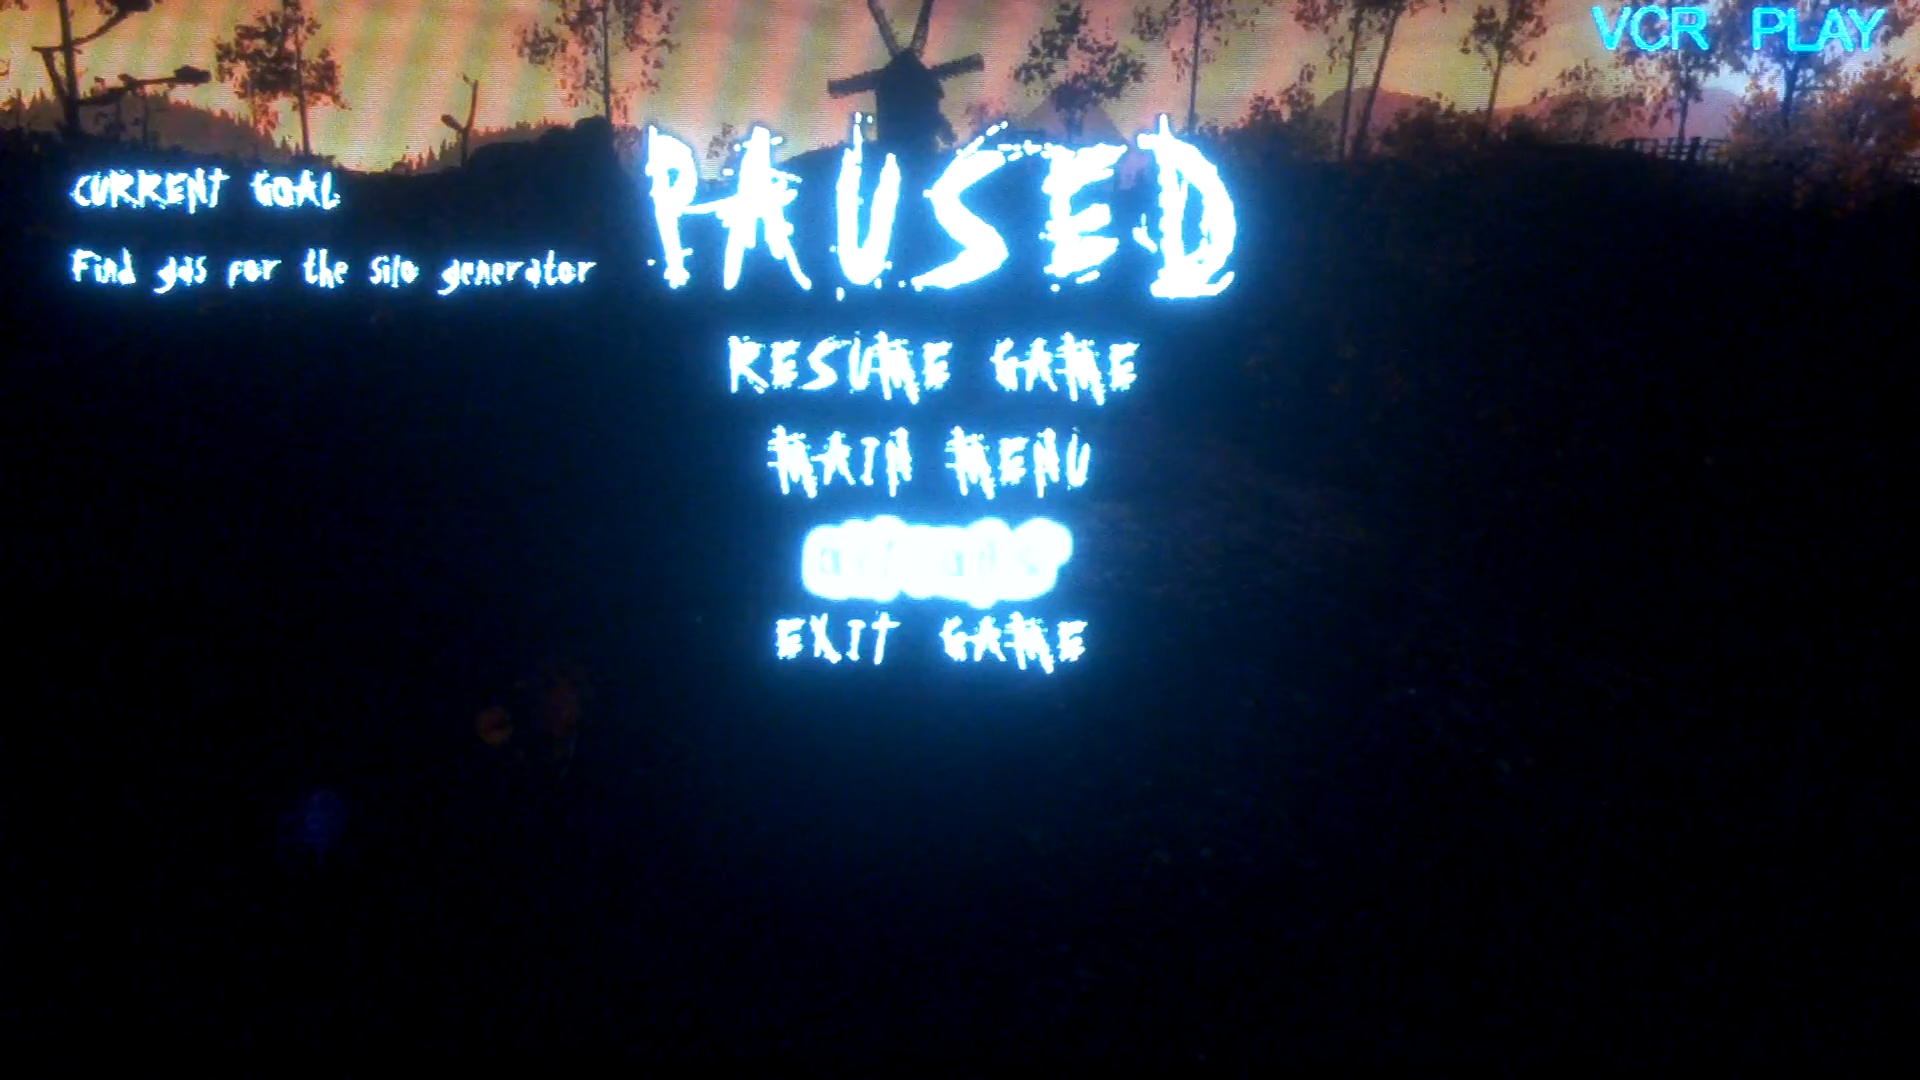 VCR PLAY
CURRENT GOAL
Find gas for the silo generator
PAUSED
RESUME GAME
MAIN MENU
EXIT GAME